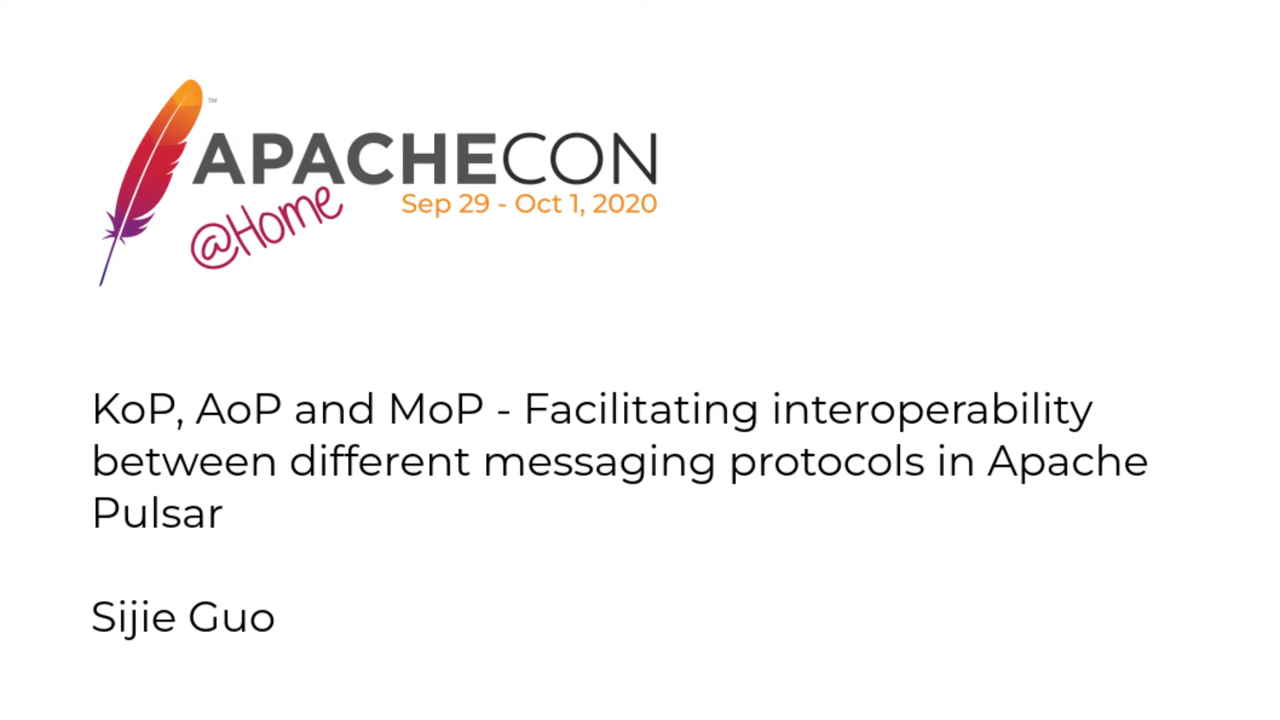 ™
APACHECON
@Home
Sep 29 - Oct 1, 2020
KoP, AoP and MoP - Facilitating interoperability
between different messaging protocols in Apache
Pulsar
Sijie Guo